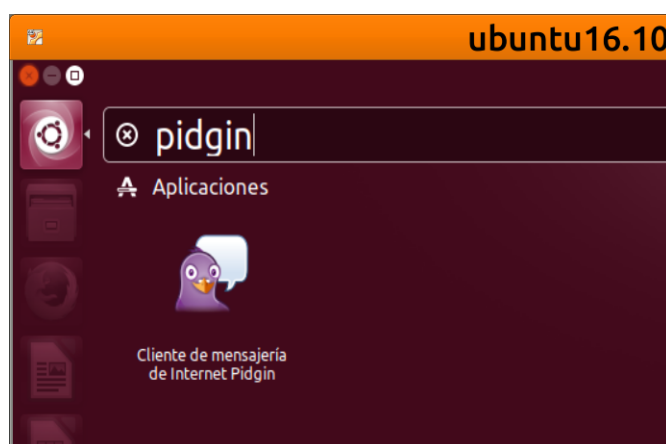 ubuntu16.10
pidgin
Aplicaciones
Cliente de mensajería
de Internet Pidgin